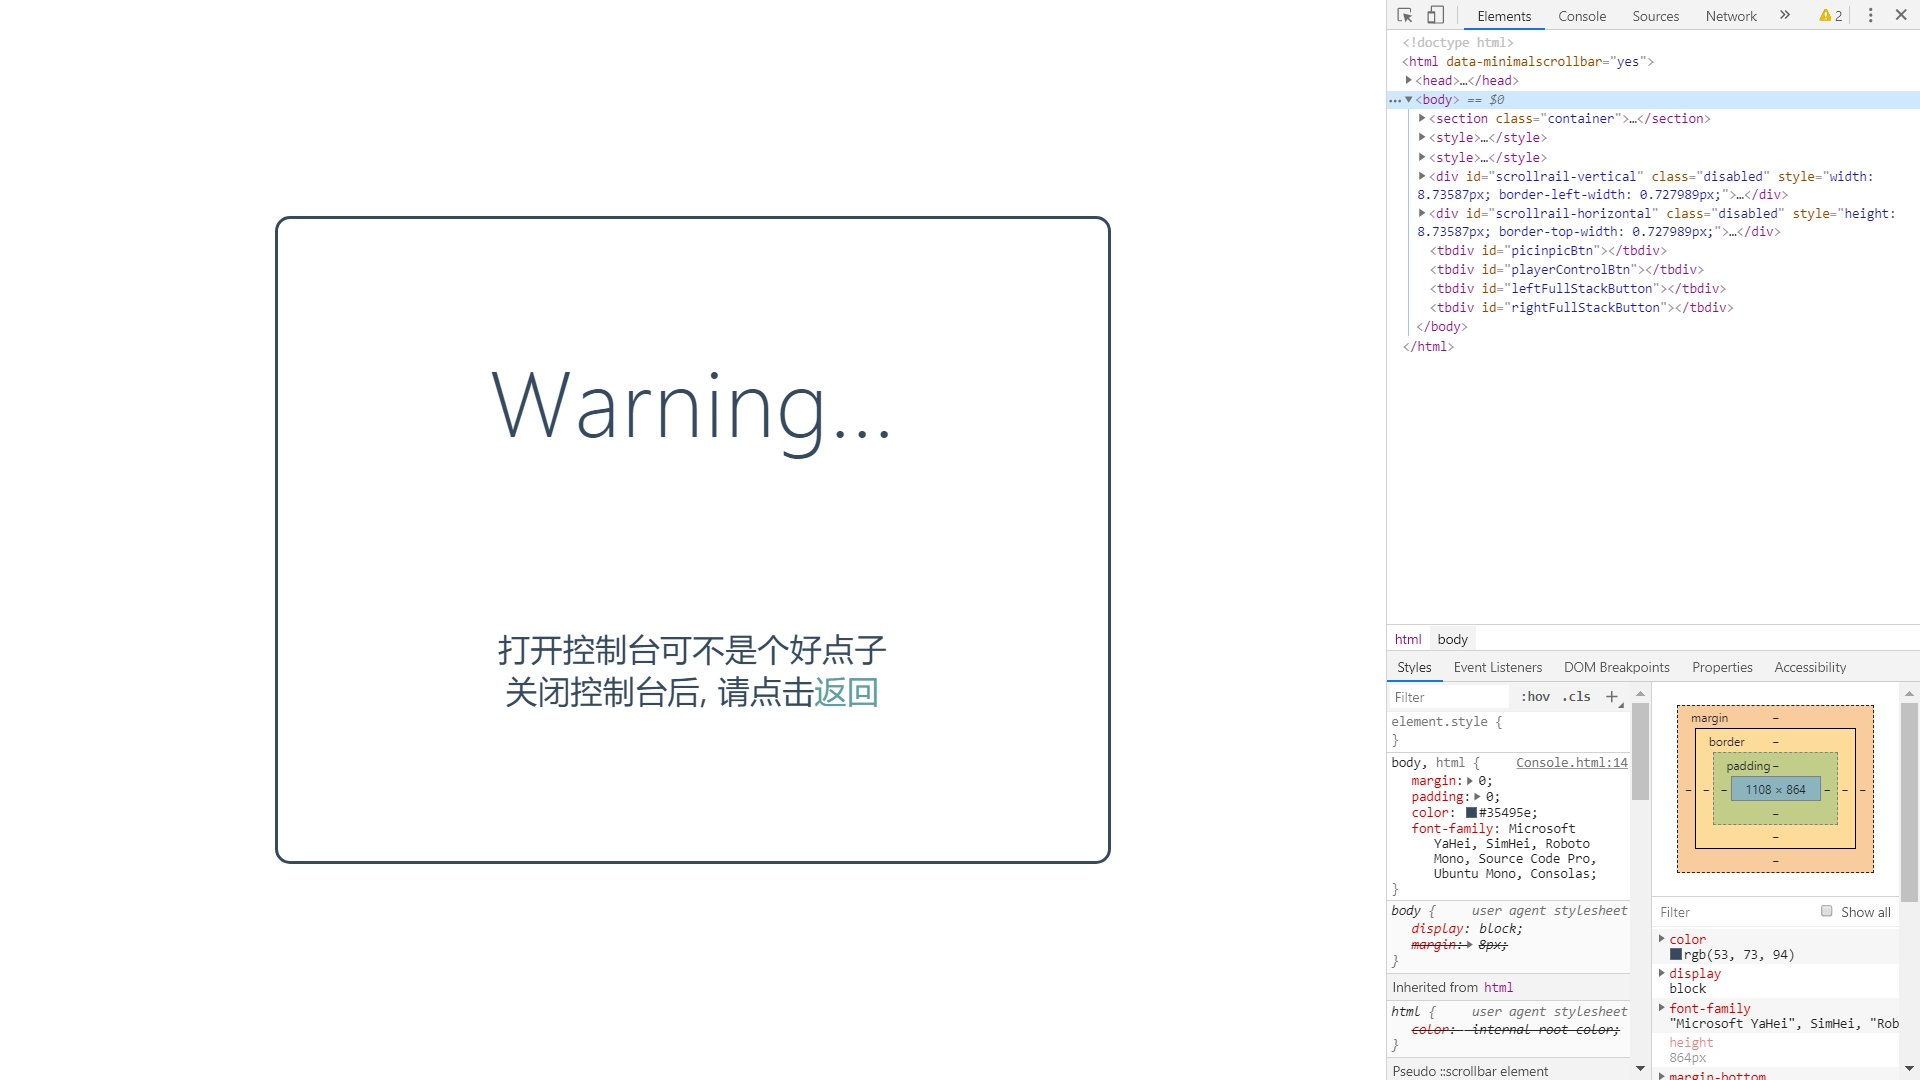 Warning...
打开控制台可不是个好点子
关闭控制台后, 请点击返回
Elements Console Sources Network » 2
<!doctype html>
<html data-minimalscrollbar="yes">
<head>…</head>
<body> == $0
<section class="container">…</section>
<style>…</style>
<style>…</style>
<div id="scrollrail-vertical" class="disabled" style="width:
8.73587px; border-left-width: 0.727989px;">…</div>
<div id="scrollrail-horizontal" class="disabled" style="height:
8.73587px; border-top-width: 0.727989px;">…</div>
<tbdiv id="picinpicBtn"></tbdiv>
<tbdiv id="playerControlBtn"></tbdiv>
<tbdiv id="leftFullStackButton"></tbdiv>
<tbdiv id="rightFullStackButton"></tbdiv>
</body>
</html>
html body
Styles Event Listeners DOM Breakpoints Properties Accessibility
Filter :hov .cls +
element.style {
}
body, html { Console.html:14
margin: 0;
padding: 0;
color: #35495e;
font-family: Microsoft
YaHei, SimHei, Roboto
Mono, Source Code Pro,
Ubuntu Mono, Consolas;
}
body { user agent stylesheet
display: block;
margin: 8px;
}
Inherited from html
html { user agent stylesheet
color: -internal-root-color;
}
Pseudo ::scrollbar element
margin –
border –
padding –
– – – 1108 × 864 – – –
–
–
–
Filter Show all
color
rgb(53, 73, 94)
display
block
font-family
"Microsoft YaHei", SimHei, "Rob
height
864px
margin-bottom